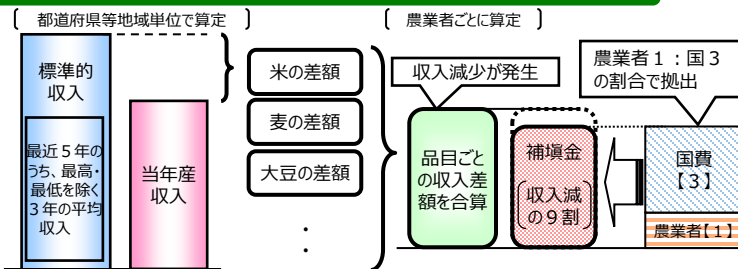 〔 都道府県等地域単位で算定 〕
〔 農業者ごとに算定 〕
標準的
収入
最近５年の
うち、最高・
最低を除く
３年の平均
収入
当年産
収入
米の差額
麦の差額
大豆の差額
・
・
収入減少が発生
品目ごと
の収入差
額を合算
補塡金
収入減
の９割
農業者１：国３
の割合で拠出
国費
【３】
農業者【１】